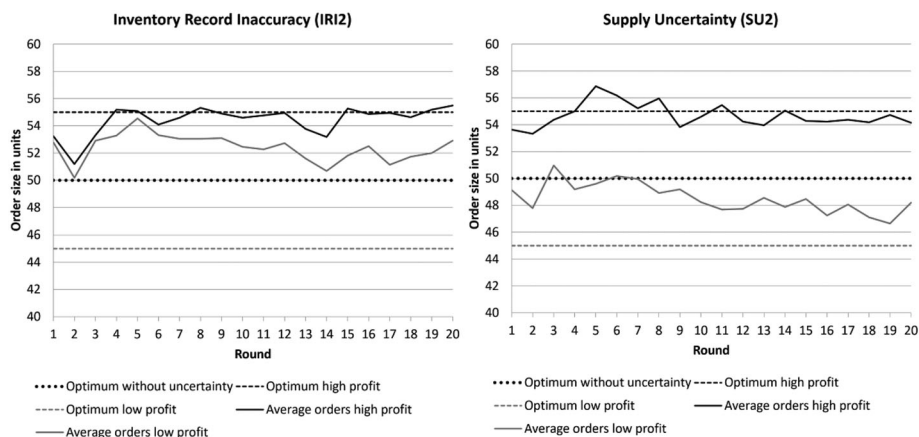 Inventory Record Inaccuracy (IRI2)
60
58
56
54
52
50
48
46
44
42
40
Order size in units
1 2 3 4 5 6 7 8 9 10 11 12 13 14 15 16 17 18 19 20
Round
Optimum without uncertainty
Optimum high profit
Optimum low profit
Average orders high profit
Average orders low profit
Supply Uncertainty (SU2)
60
58
56
54
52
50
48
46
44
42
40
Order size in units
1 2 3 4 5 6 7 8 9 10 11 12 13 14 15 16 17 18 19 20
Round
Optimum without uncertainty
Optimum high profit
Optimum low profit
Average orders high profit
Average orders low profit